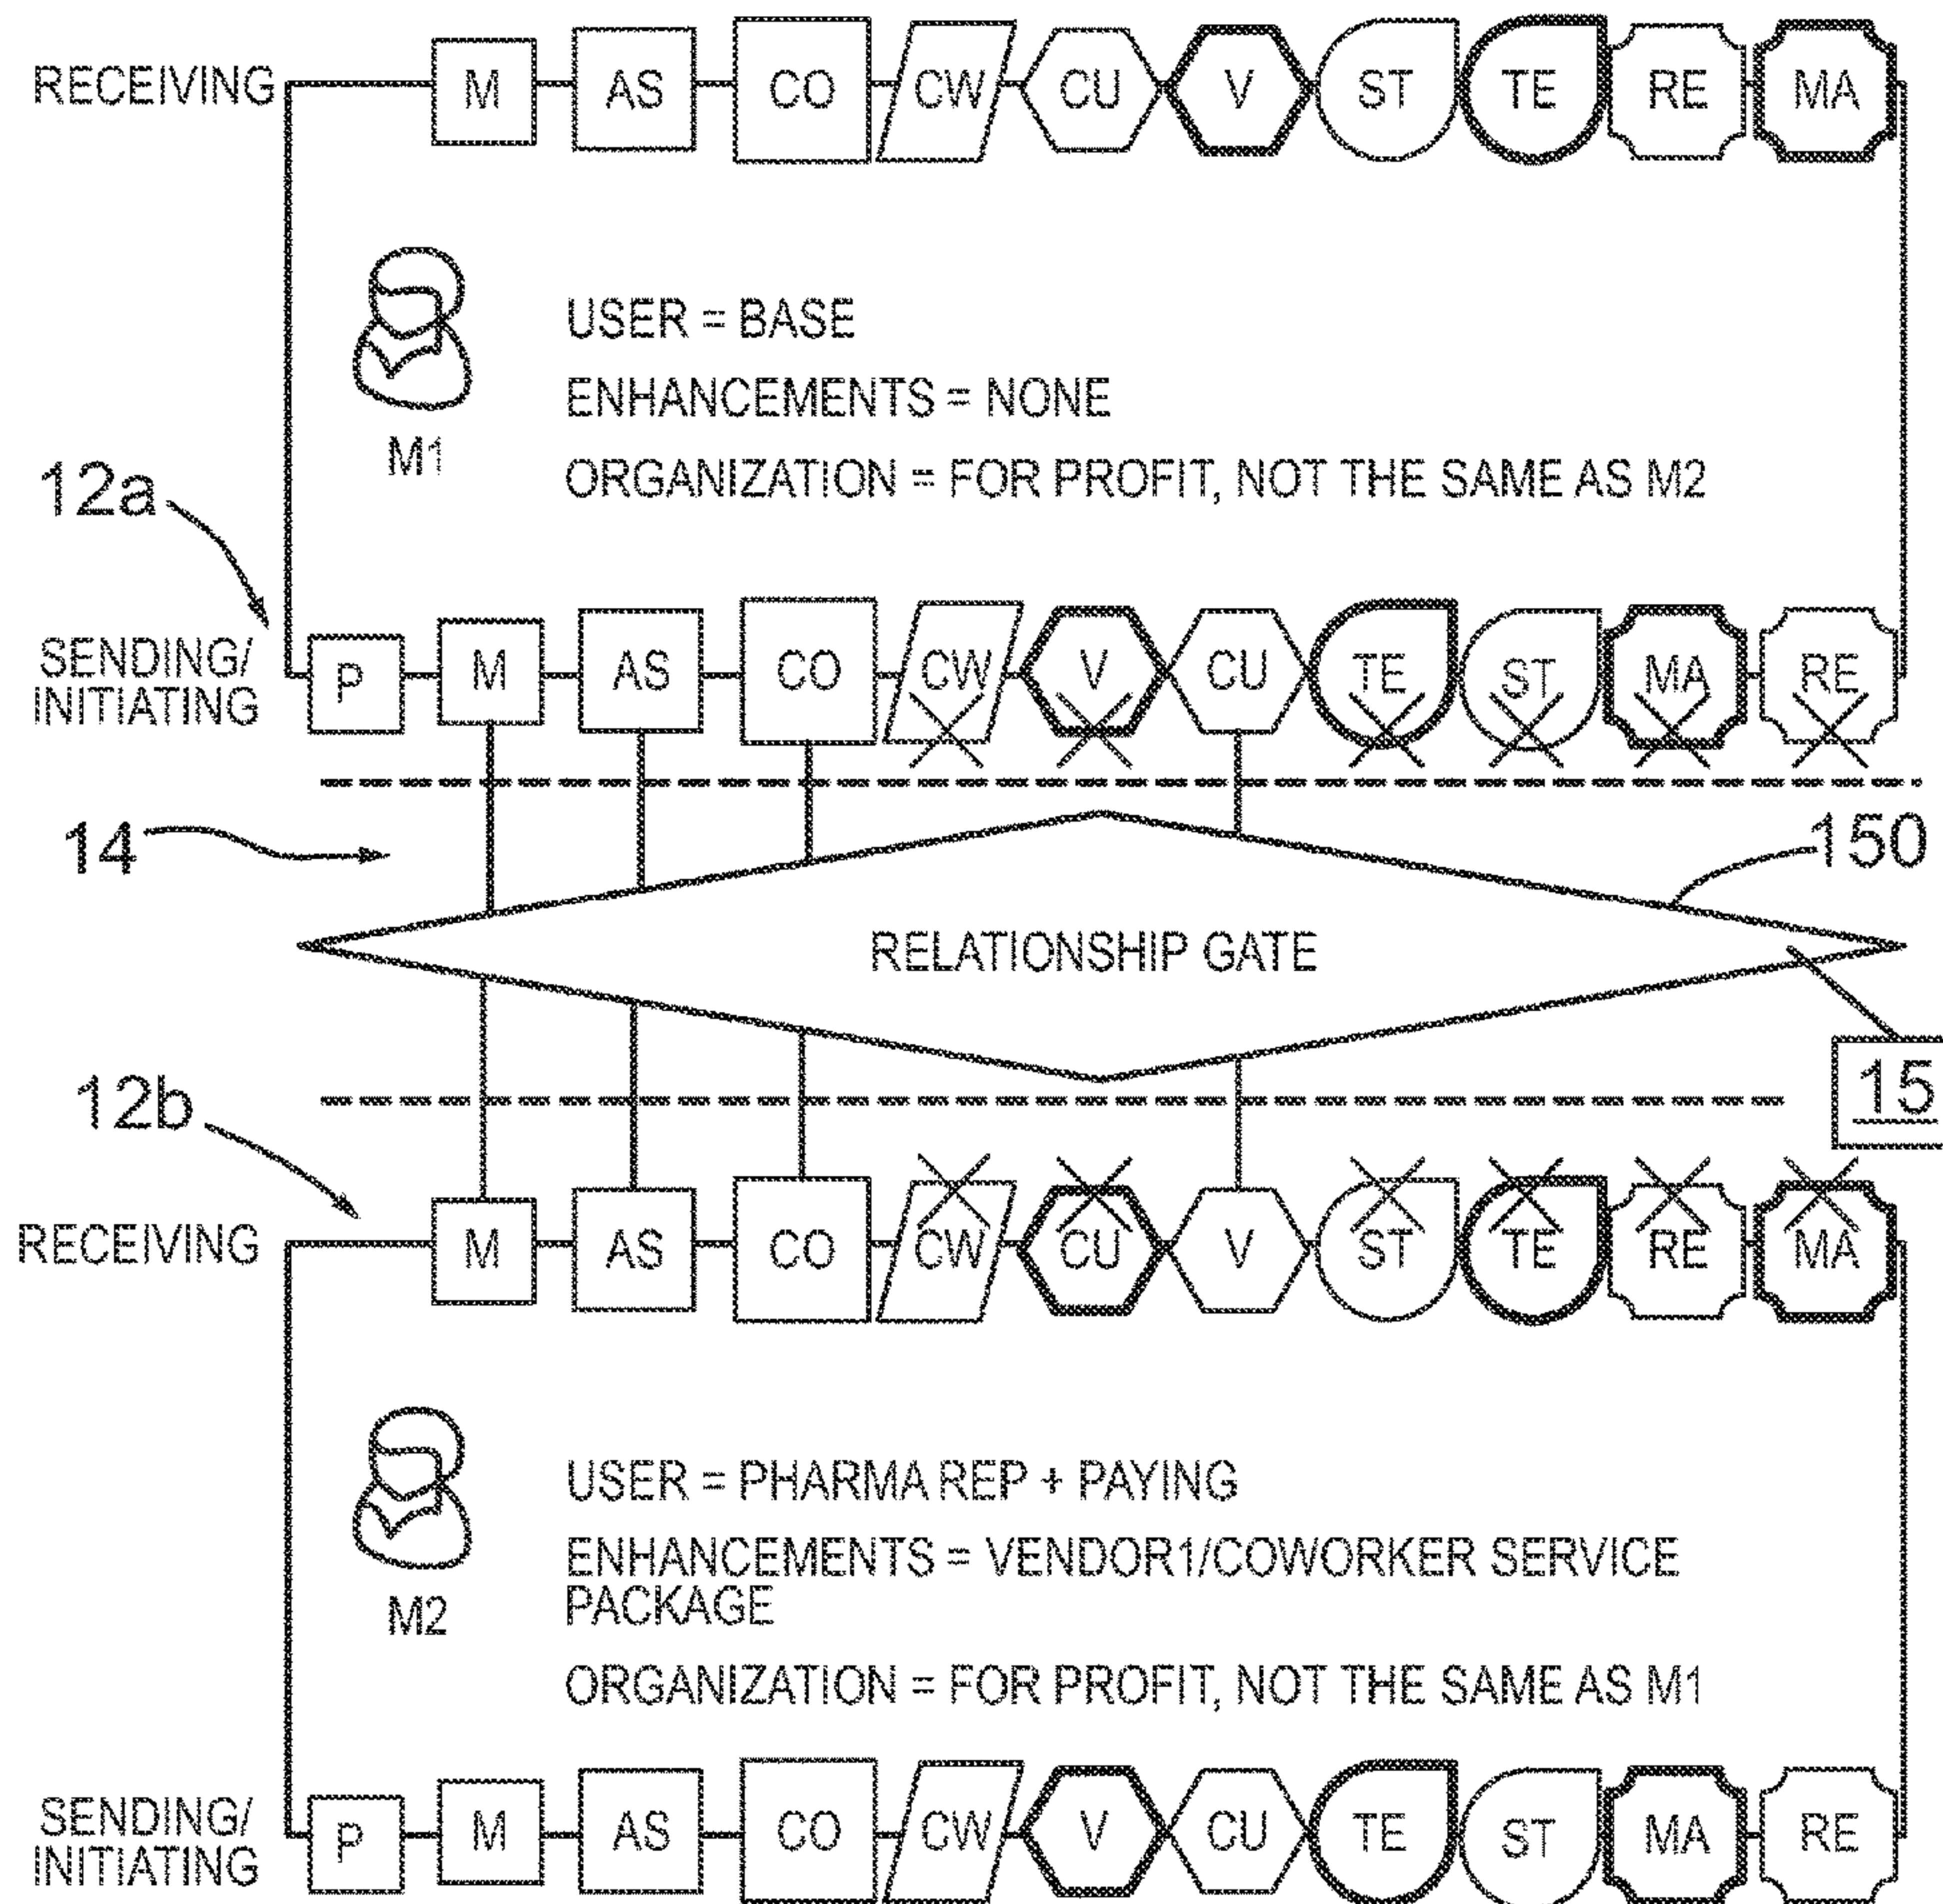 RECEIVING M AS CO CW CU V ST TE RE MA
USER = BASE
ENHANCEMENTS = NONE
M1
ORGANIZATION = FOR PROFIT, NOT THE SAME AS M2
12a
SENDING/
INITIATING
P M AS CO CW V CU TE ST MA RE
14
150
RELATIONSHIP GATE
15
12b
RECEIVING M AS CO CW CU V ST TE RE MA
USER = PHARMA REP + PAYING
ENHANCEMENTS = VENDOR1/COWORKER SERVICE
PACKAGE
M2
ORGANIZATION = FOR PROFIT, NOT THE SAME AS M1
SENDING/
INITIATING
P M AS CO CW V CU TE ST MA RE